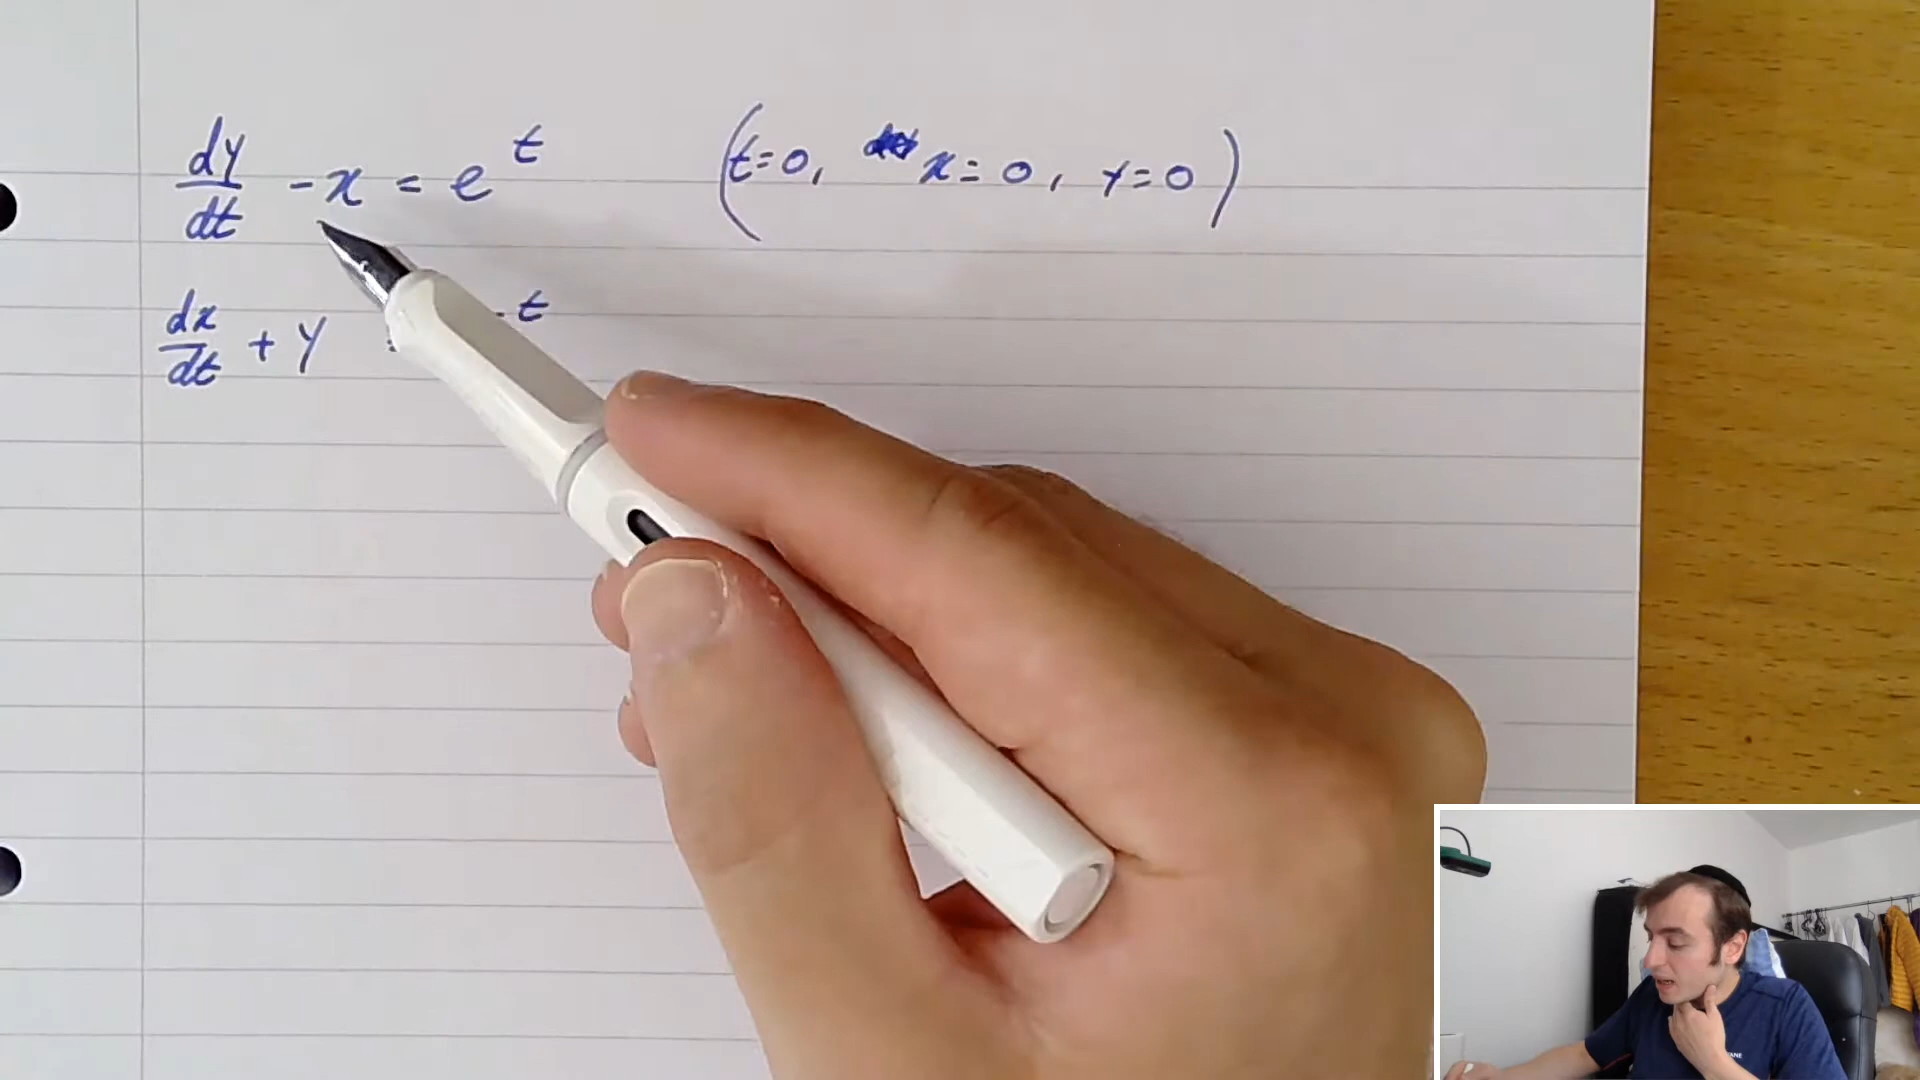 dy/dt - x = e^t (t=0, x=0, y=0)
dx/dt + y = -t